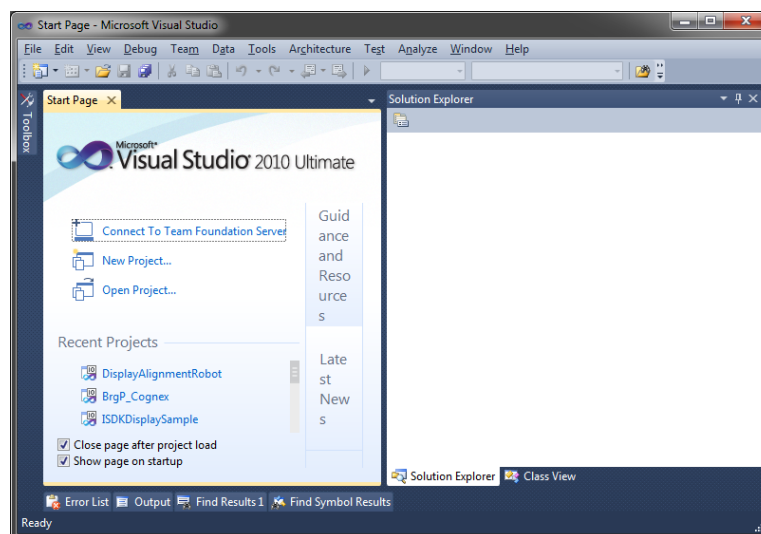 Start Page - Microsoft Visual Studio
File Edit View Debug Team Data Tools Architecture Test Analyze Window Help
Toolbox
Start Page
Microsoft®
Visual Studio® 2010 Ultimate
Connect To Team Foundation Server
New Project...
Open Project...
Recent Projects
DisplayAlignmentRobot
BrgP_Cognex
ISDKDisplaySample
Close page after project load
Show page on startup
Guid
ance
and
Reso
urce
s
Late
st
New
s
Solution Explorer
Solution Explorer Class View
Error List Output Find Results 1 Find Symbol Results
Ready